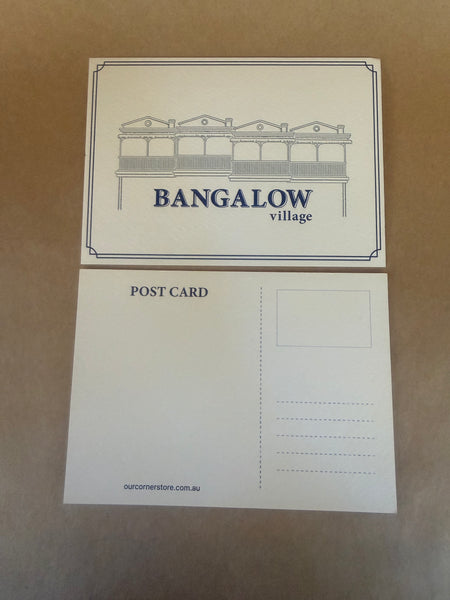 BANGALOW
village
POST CARD
ourcornerstore.com.au